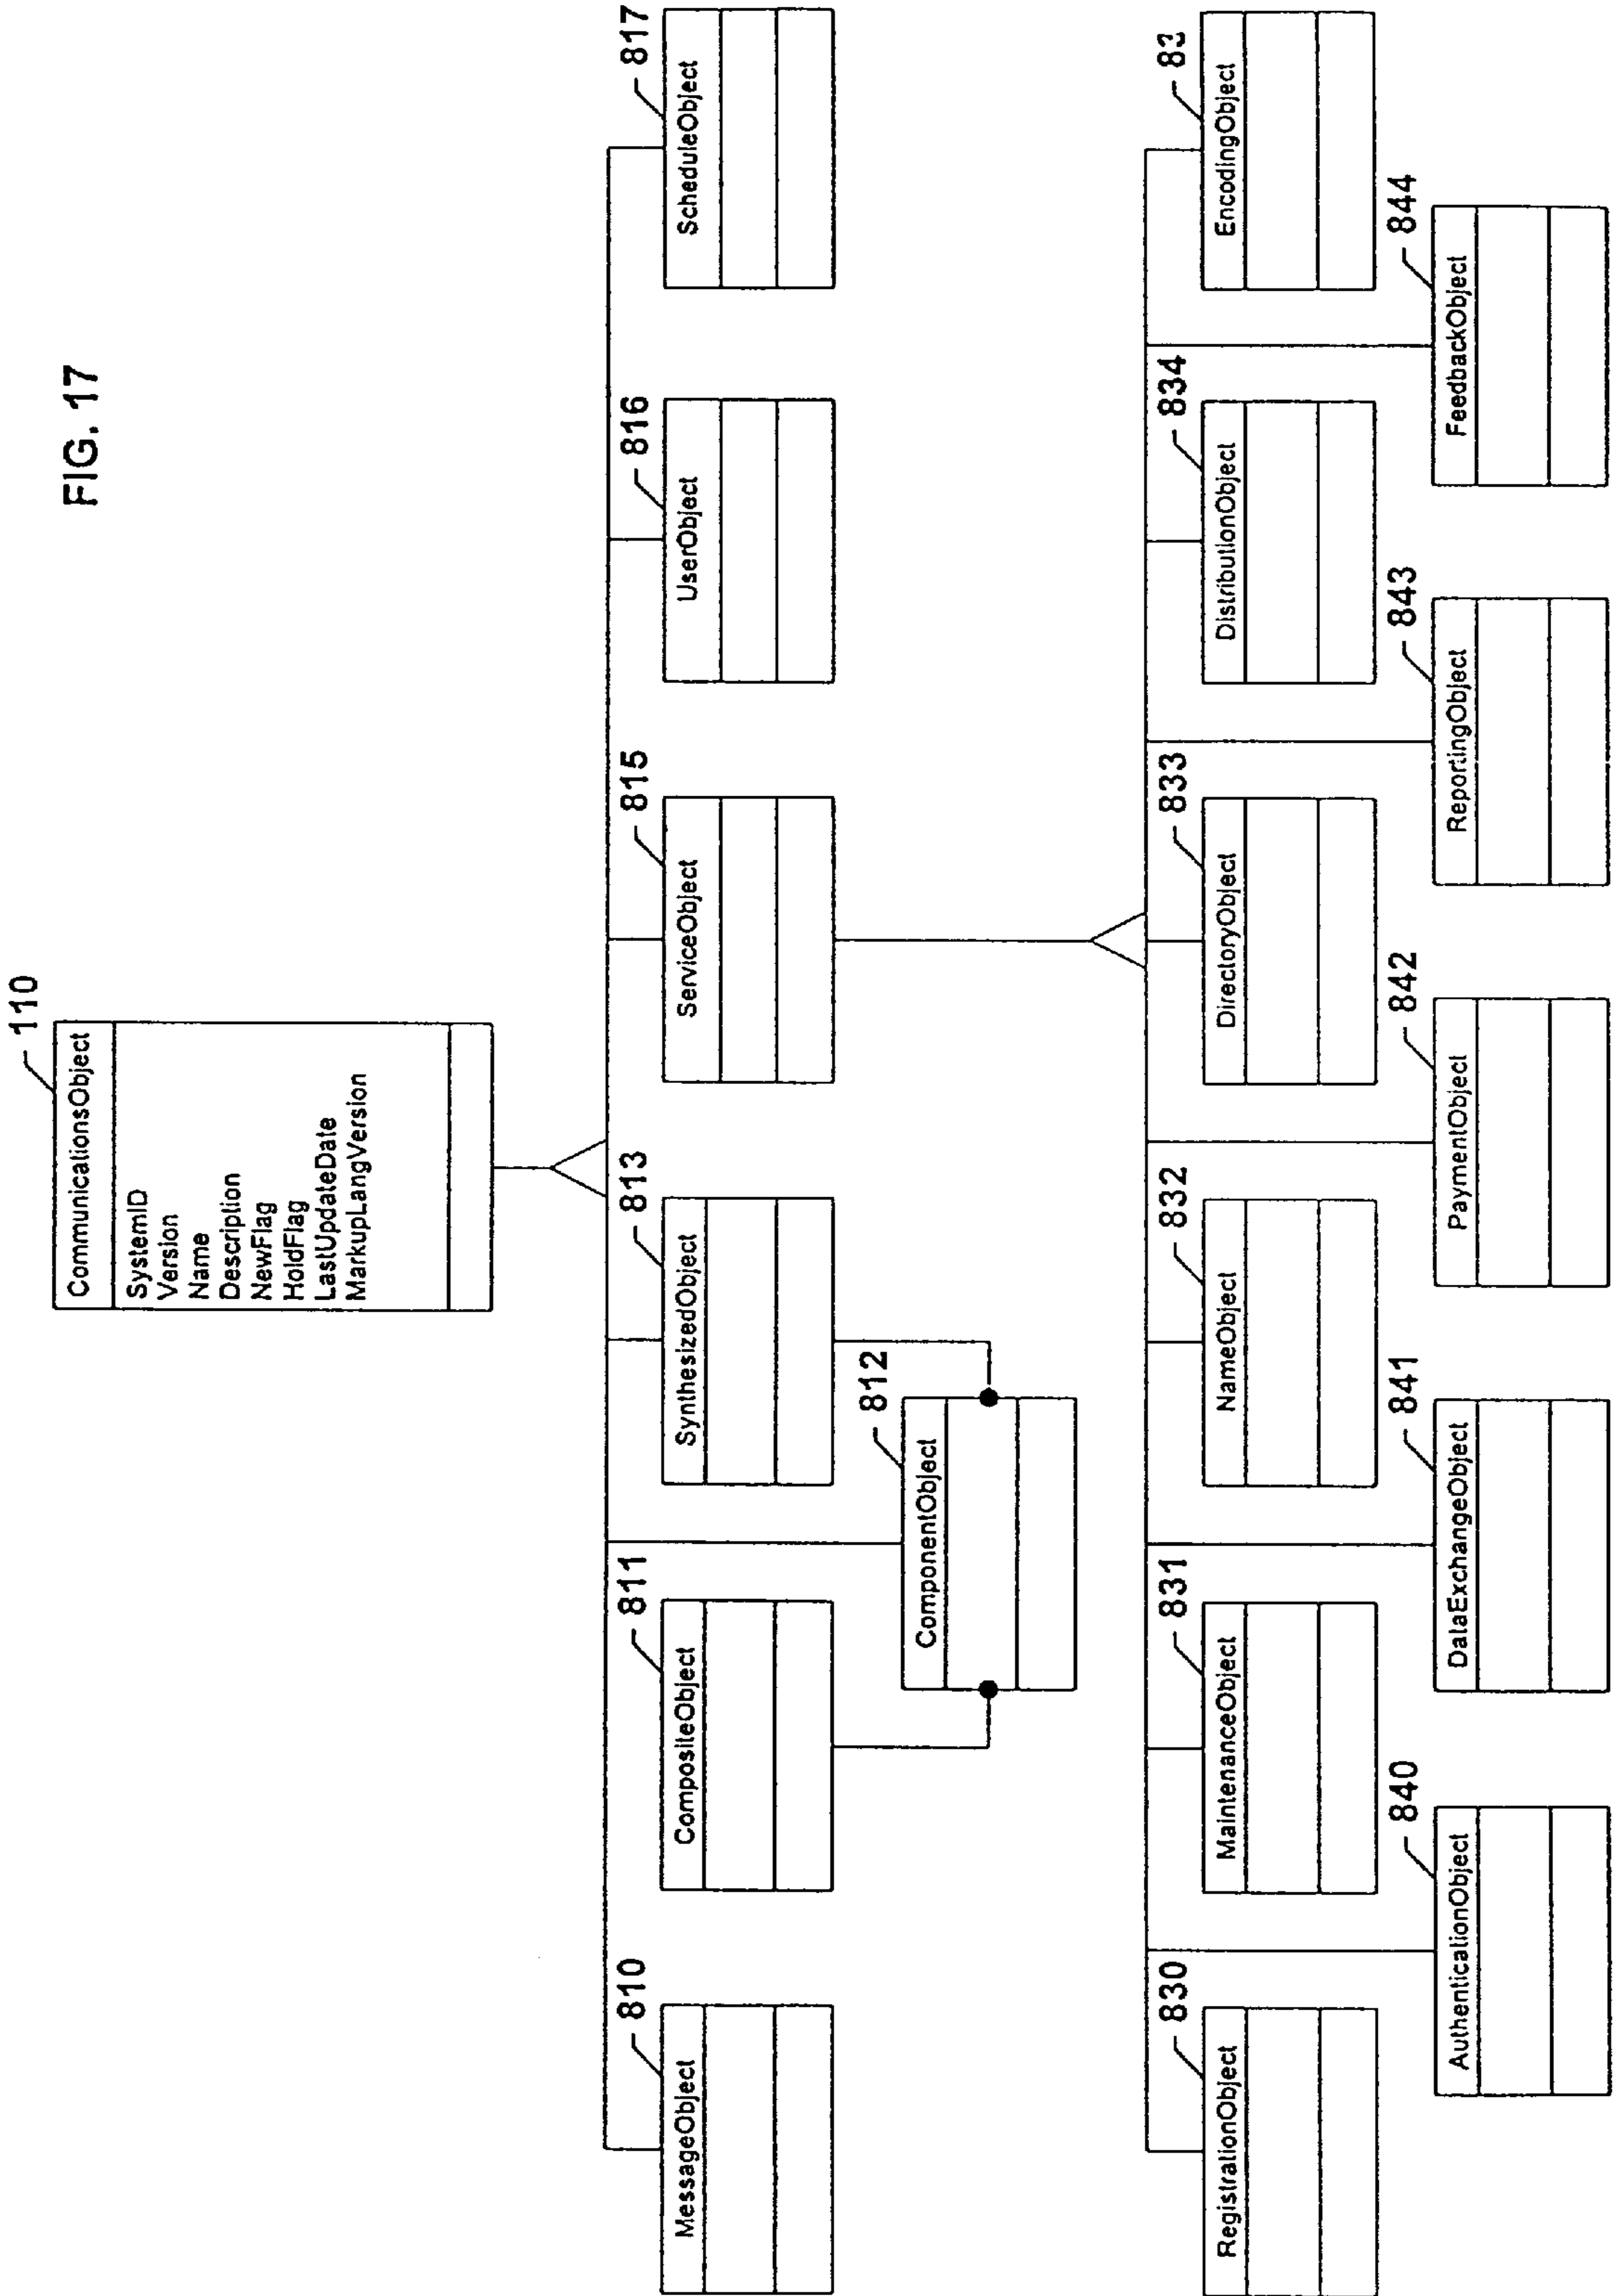 FIG. 17
110
CommunicationsObject
SystemID
Version
Name
Description
NewFlag
HoldFlag
LastUpdateDate
MarkupLangVersion
810
MessageObject
811
CompositeObject
813
SynthesizedObject
815
ServiceObject
816
UserObject
817
ScheduleObject
812
ComponentObject
830
RegistrationObject
831
MaintenanceObject
832
NameObject
833
DirectoryObject
834
DistributionObject
83
EncodingObject
840
AuthenticationObject
841
DataExchangeObject
842
PaymentObject
843
ReportingObject
844
FeedbackObject